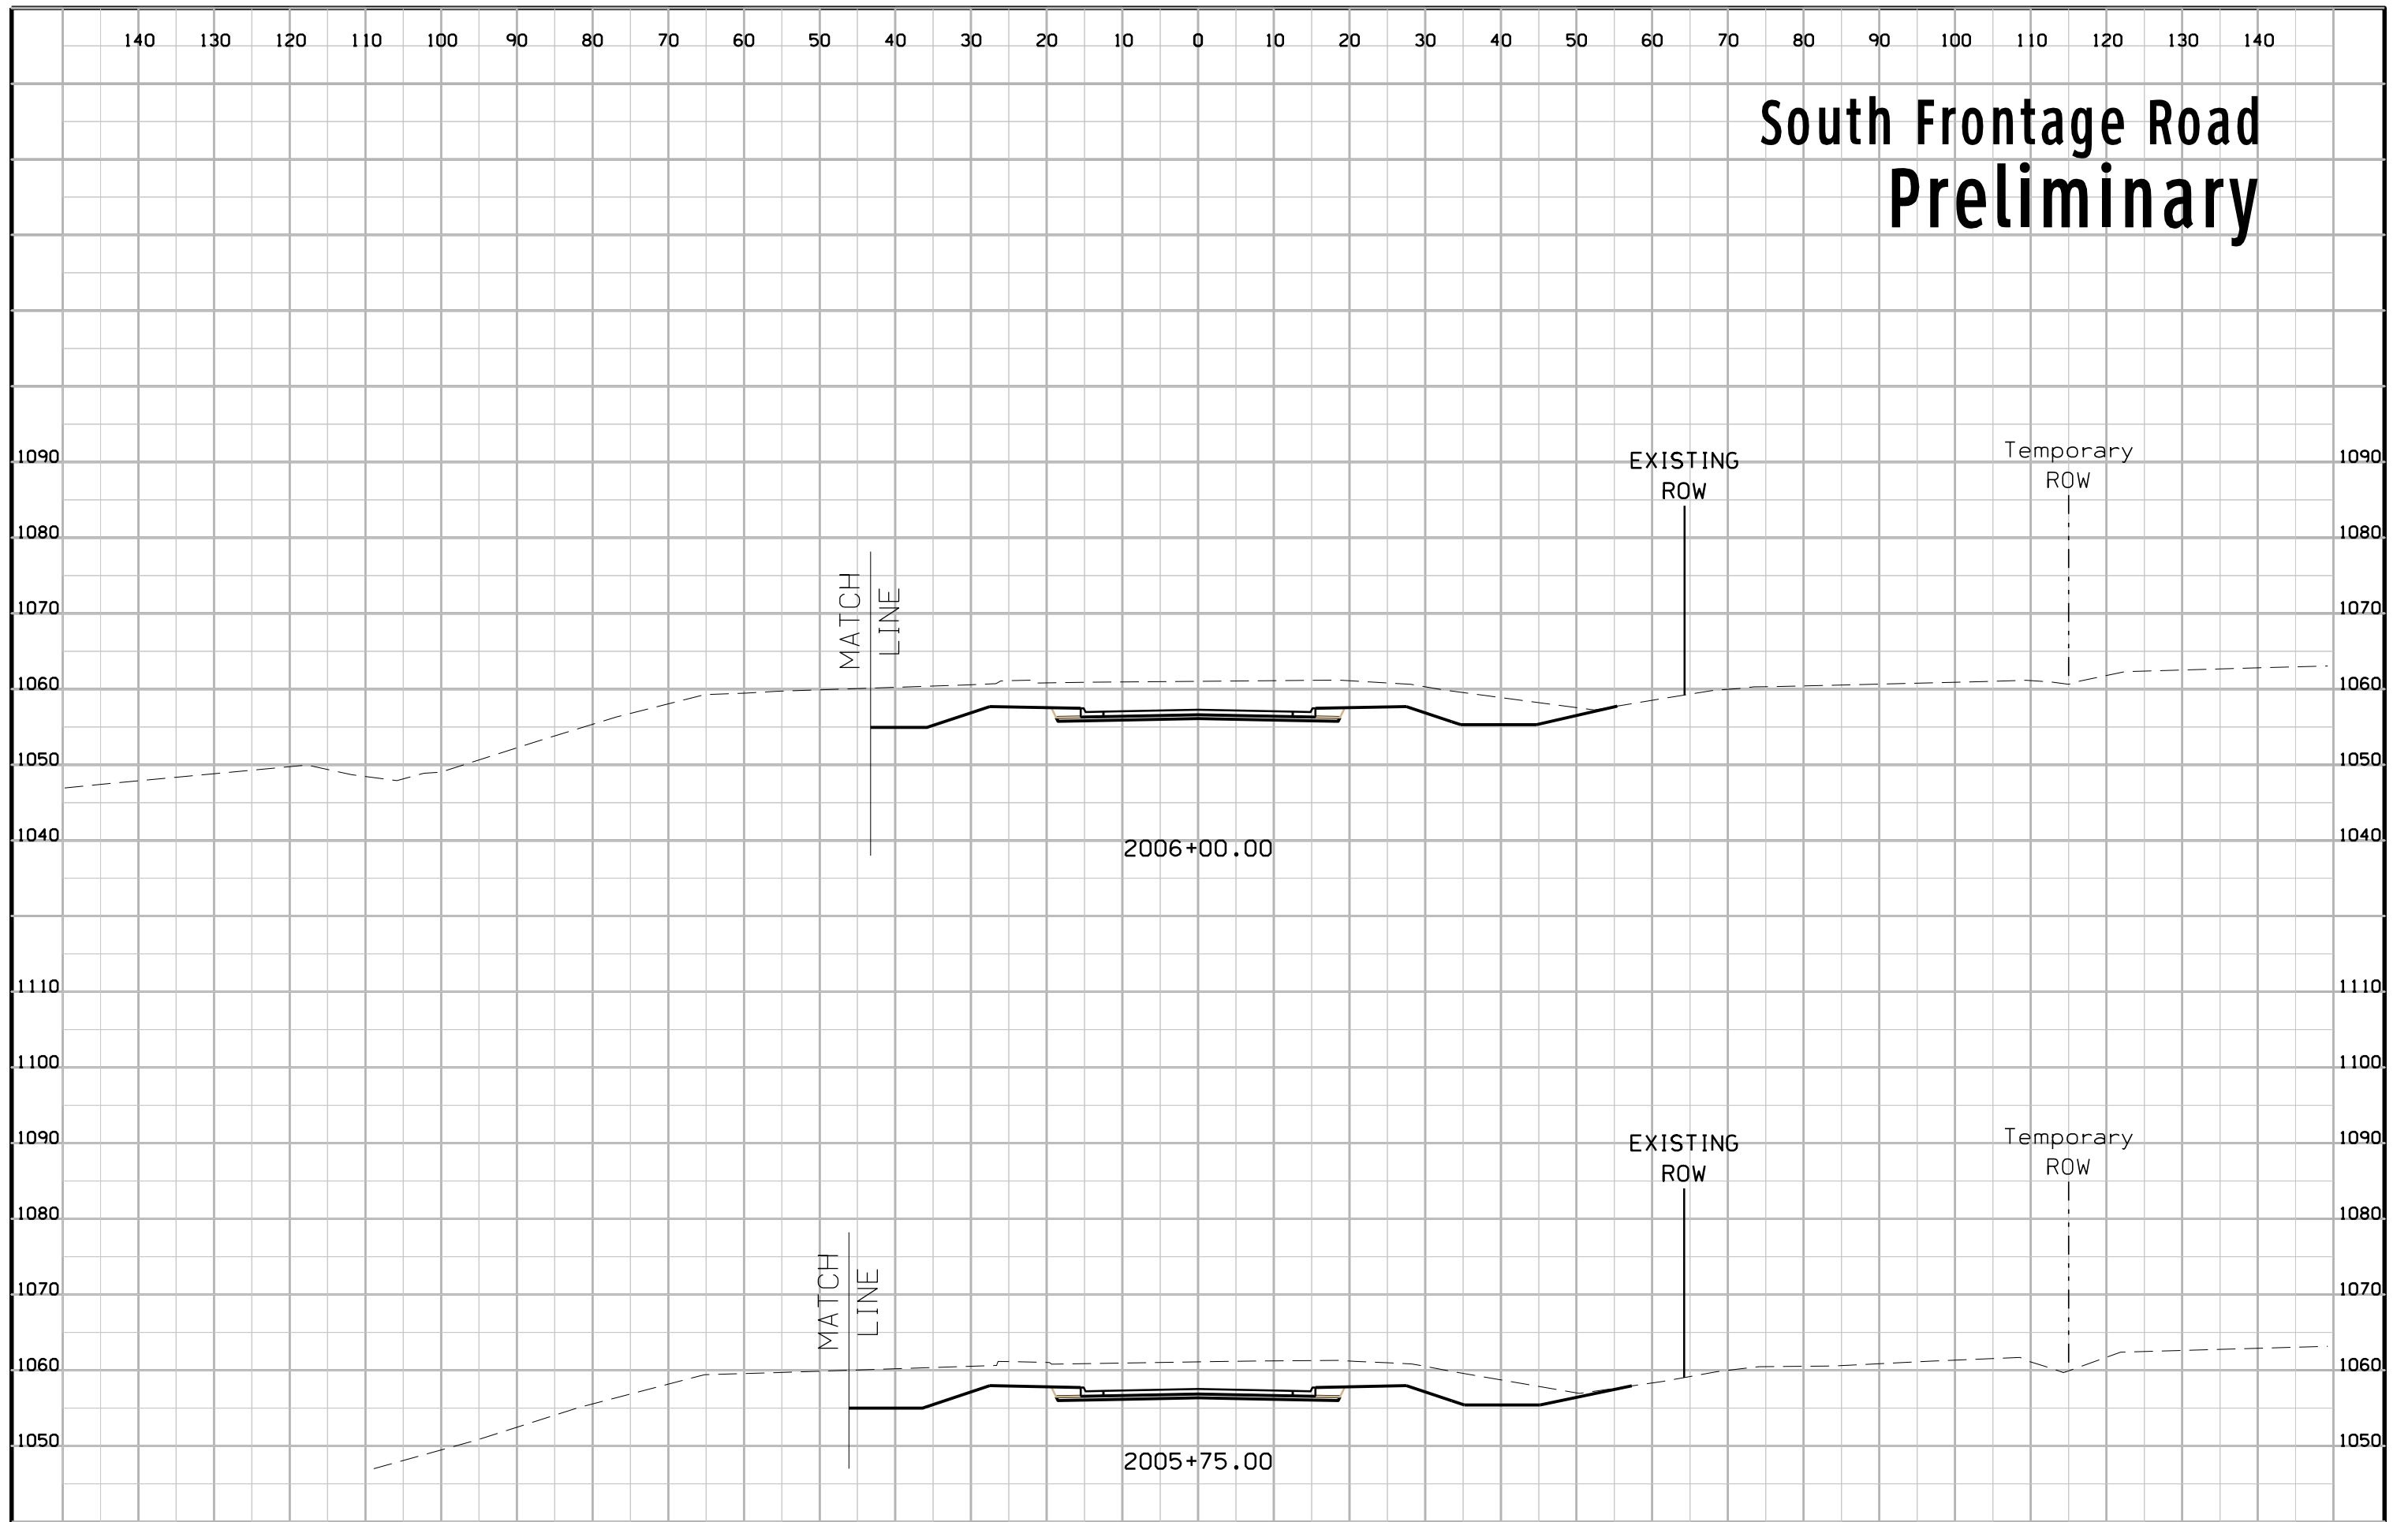 140 130 120 110 100 90 80 70 60 50 40 30 20 10 0 10 20 30 40 50 60 70 80 90 100 110 120 130 140
South Frontage Road
Preliminary
1090 1090
EXISTING
ROW
Temporary
ROW
1080 1080
MATCH
LINE
1070 1070
1060 1060
1050 1050
1040 1040
2006+00.00
1110 1110
1100 1100
1090 1090
EXISTING
ROW
Temporary
ROW
1080 1080
MATCH
LINE
1070 1070
1060 1060
1050 1050
2005+75.00